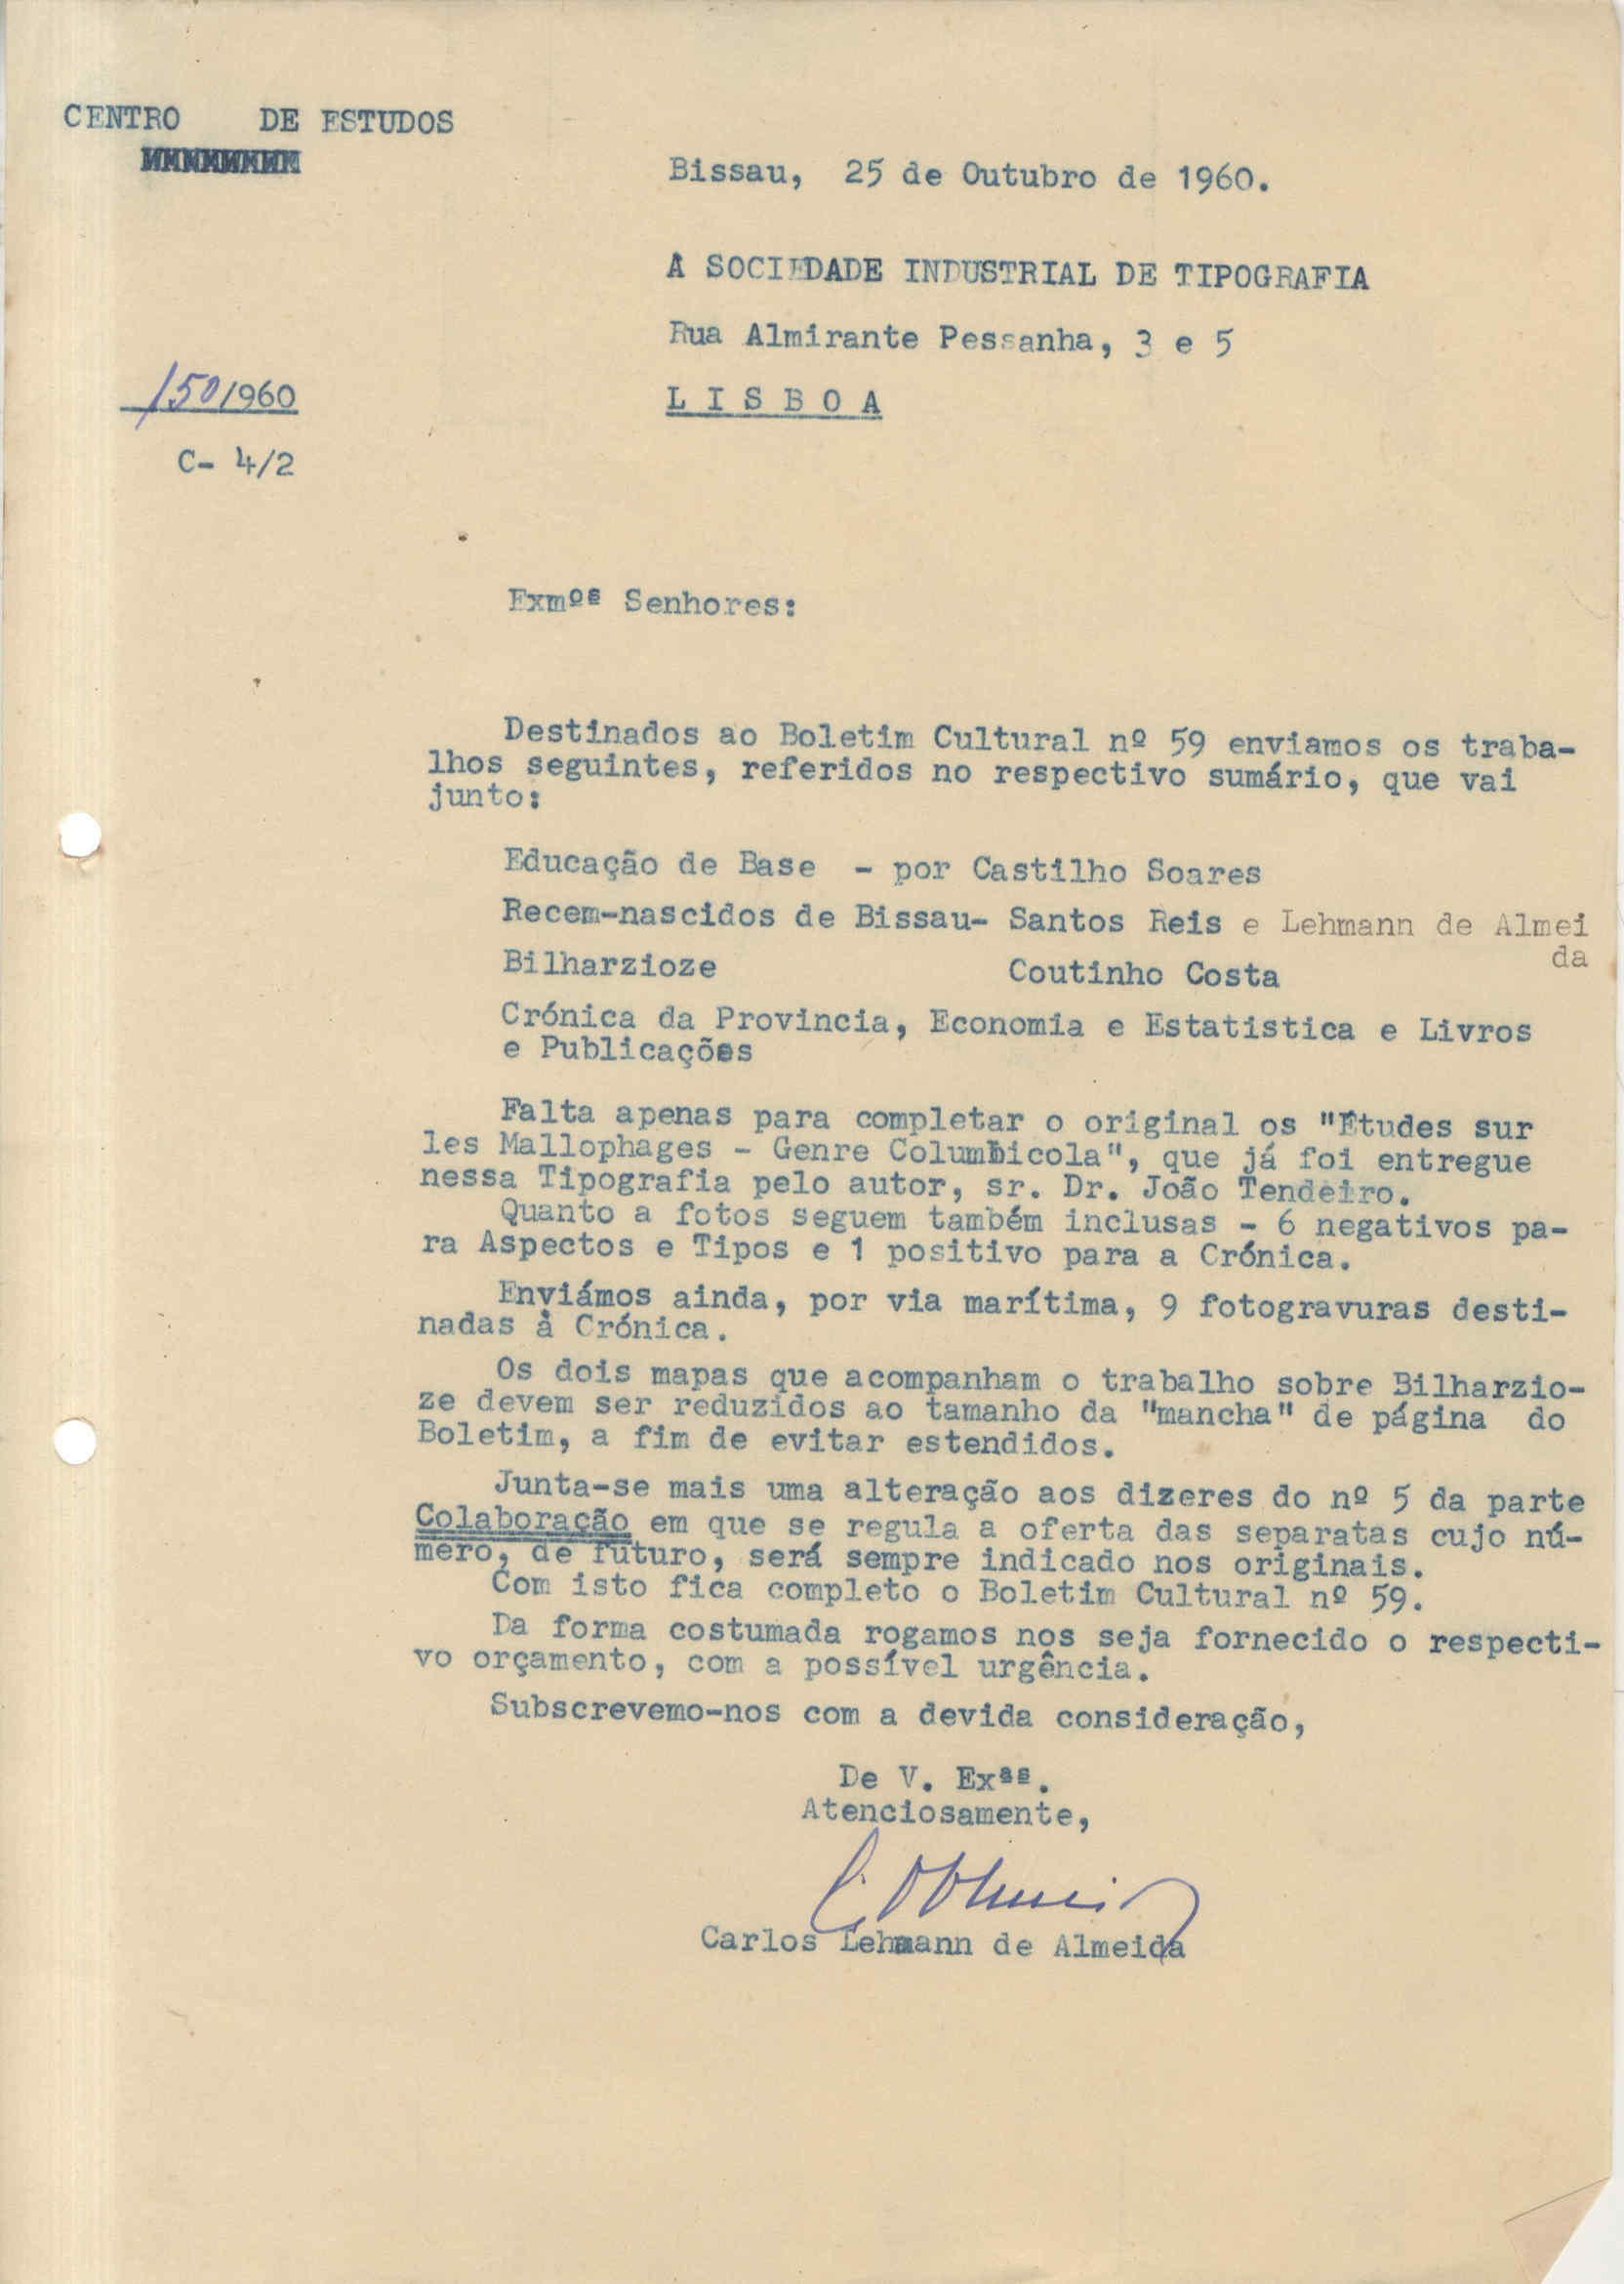 CENTRO DE ESTUDOS
Bissau, 25 de Outubro de 1960.
A SOCIEDADE INDUSTRIAL DE TIPOGRAFIA
Rua Almirante Pessanha, 3 e 5
150/1960
L I S B O A
C- 4/2
Exmºs Senhores:
Destinados ao Boletim Cultural nº 59 enviamos os traba-
lhos seguintes, referidos no respectivo sumário, que vai
junto:
Educação de Base - por Castilho Soares
Recem-nascidos de Bissau- Santos Reis e Lehmann de Almei
da
Bilharzioze Coutinho Costa
Crónica da Provincia, Economia e Estatistica e Livros
e Publicações
Falta apenas para completar o original os "Études sur
les Mallophages - Genre Columbicola", que já foi entregue
nessa Tipografia pelo autor, sr. Dr. João Tendeiro.
Quanto a fotos seguem também inclusas - 6 negativos pa-
ra Aspectos e Tipos e 1 positivo para a Crónica.
Enviámos ainda, por via marítima, 9 fotogravuras desti-
nadas à Crónica.
Os dois mapas que acompanham o trabalho sobre Bilharzio-
ze devem ser reduzidos ao tamanho da "mancha" de página do
Boletim, a fim de evitar estendidos.
Junta-se mais uma alteração aos dizeres do nº 5 da parte
Colaboração em que se regula a oferta das separatas cujo nú-
mero, de futuro, será sempre indicado nos originais.
Com isto fica completo o Boletim Cultural nº 59.
Da forma costumada rogamos nos seja fornecido o respecti-
vo orçamento, com a possível urgência.
Subscrevemo-nos com a devida consideração,
De V. Exªs.
Atenciosamente,
Carlos Lehmann de Almeida